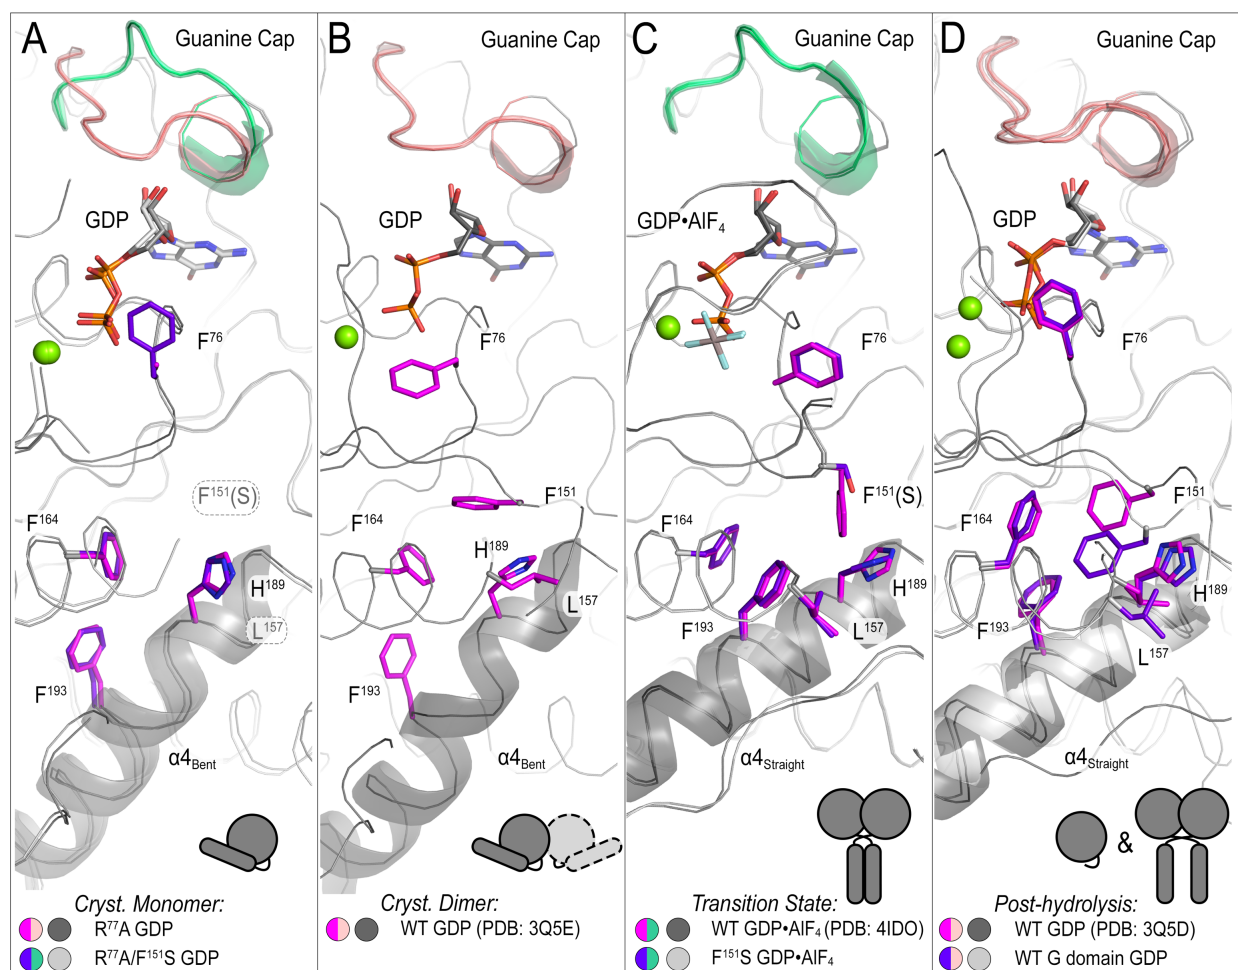 A
Guanine Cap
GDP
F76
F151(S)
F164
H189
L157
F193
α4Bent
Cryst. Monomer:
R77A GDP
R77A/F151S GDP
B
Guanine Cap
GDP
F76
F151
F164
H189
L157
F193
α4Bent
Cryst. Dimer:
WT GDP (PDB: 3Q5E)
C
Guanine Cap
GDP•AlF4
F76
F151(S)
F164
H189
F193
L157
α4Straight
Transition State:
WT GDP•AlF4 (PDB: 4IDO)
F151S GDP•AlF4
D
Guanine Cap
GDP
F76
F151
F164
H189
F193
L157
α4Straight
&
Post-hydrolysis:
WT GDP (PDB: 3Q5D)
WT G domain GDP